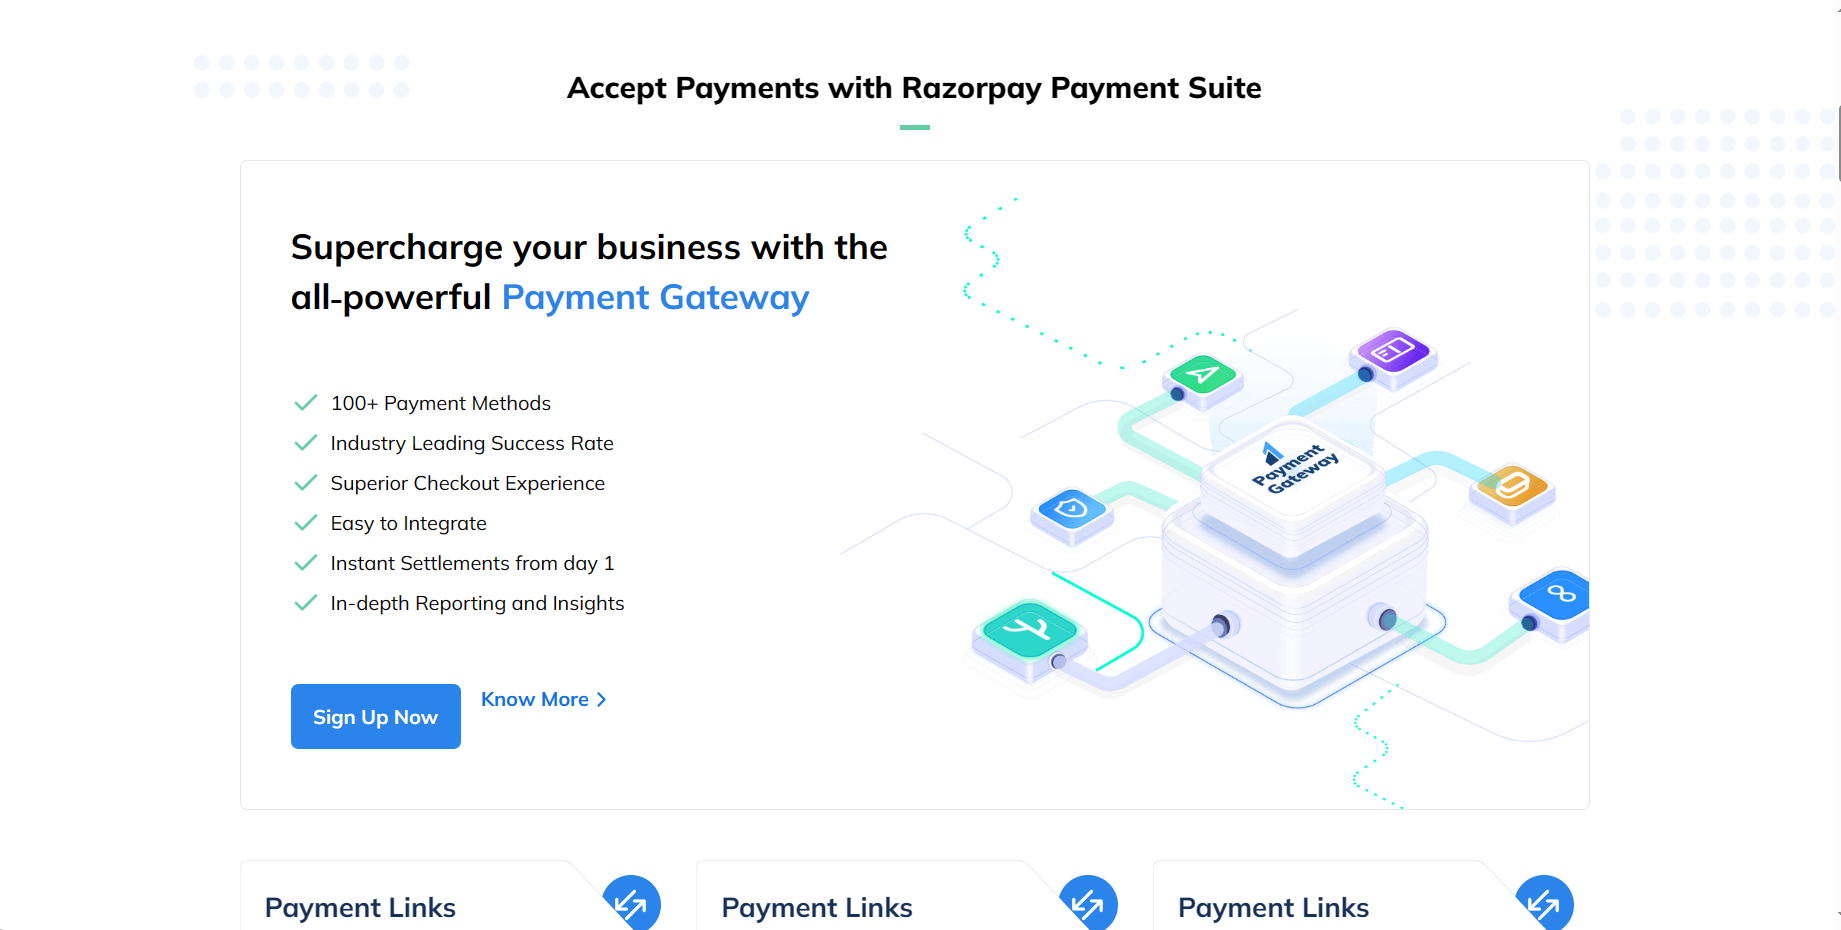 Accept Payments with Razorpay Payment Suite
Supercharge your business with the
all-powerful Payment Gateway
100+ Payment Methods
Industry Leading Success Rate
Superior Checkout Experience
Easy to Integrate
Instant Settlements from day 1
In-depth Reporting and Insights
Sign Up Now
Know More
Payment
Gateway
Payment Links
Payment Links
Payment Links